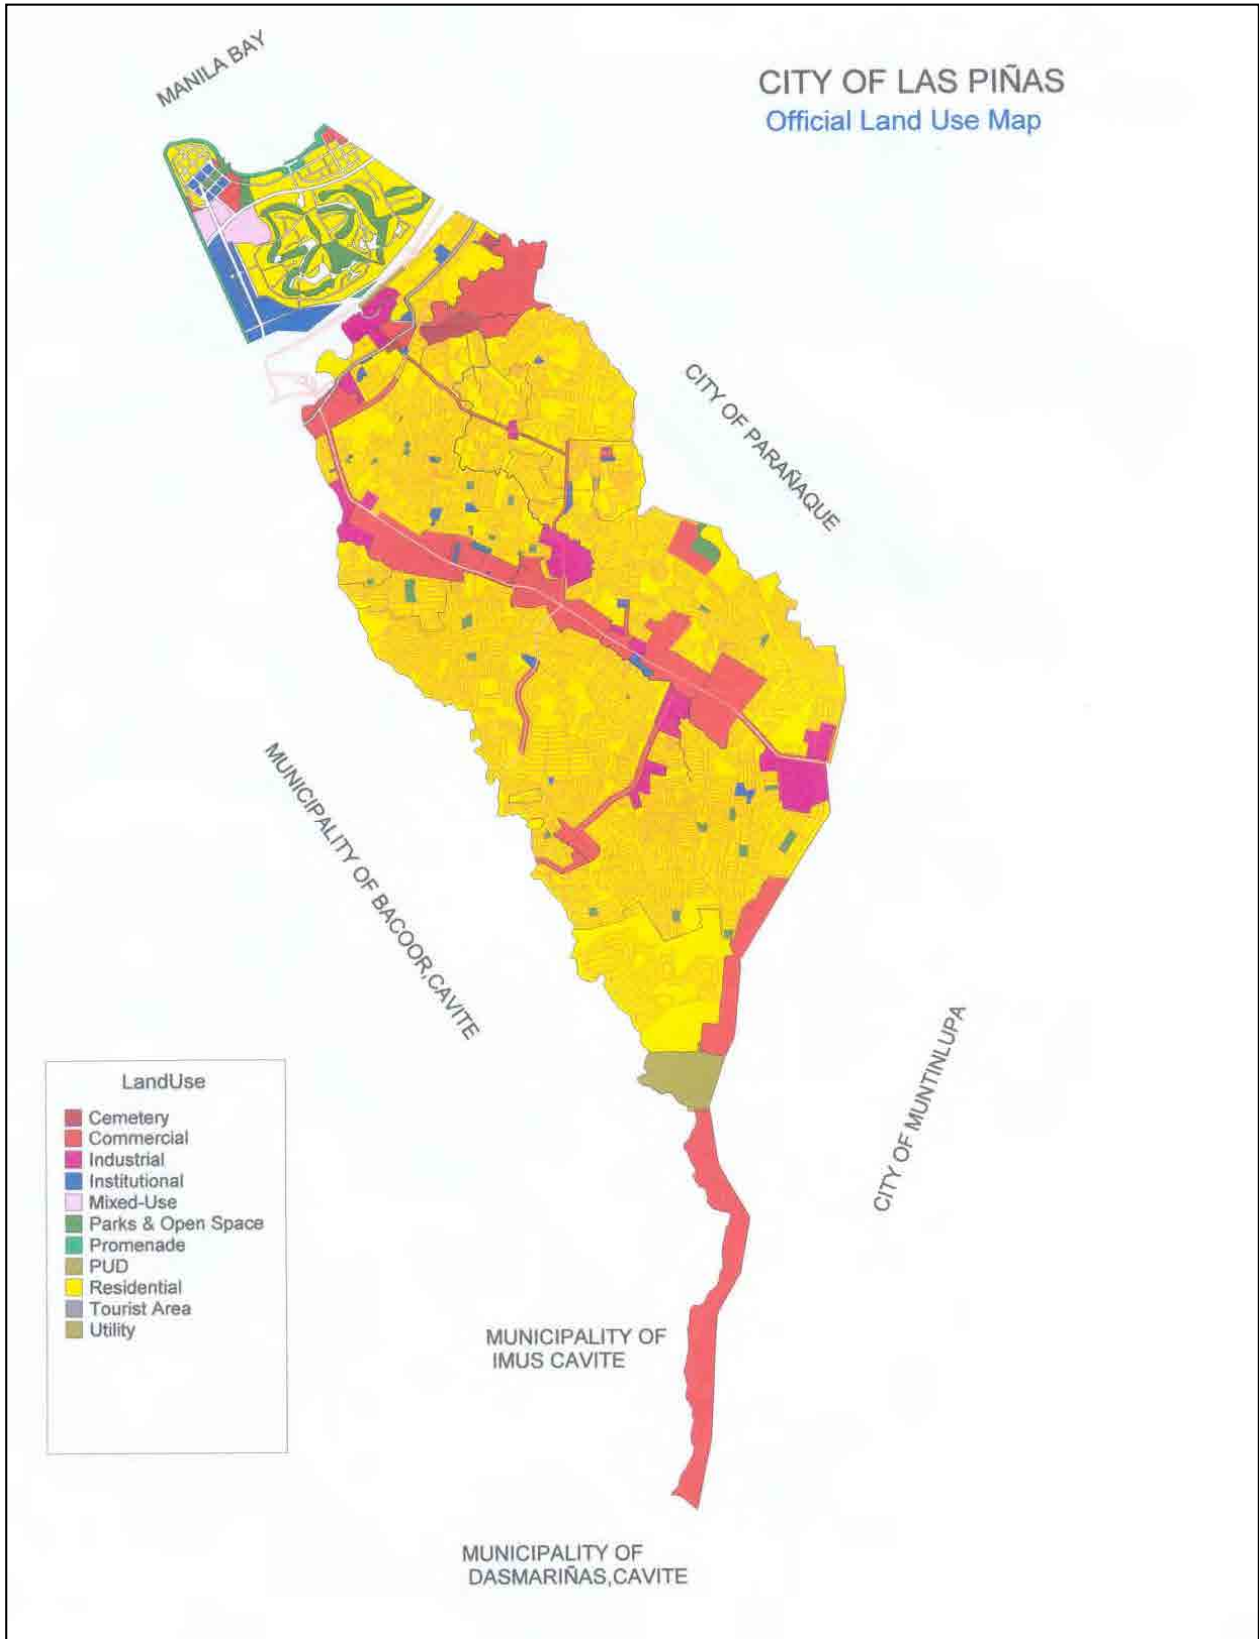 MANILA BAY
CITY OF LAS PIÑAS
Official Land Use Map
CITY OF PARAÑAQUE
MUNICIPALITY OF BACOOR,CAVITE
CITY OF MUNTINLUPA
LandUse
Cemetery
Commercial
Industrial
Institutional
Mixed-Use
Parks & Open Space
Promenade
PUD
Residential
Tourist Area
Utility
MUNICIPALITY OF
IMUS CAVITE
MUNICIPALITY OF
DASMARIÑAS,CAVITE